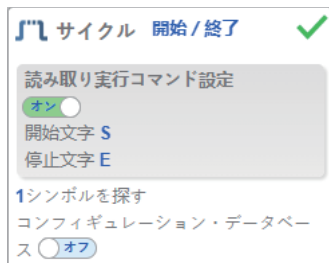 サイクル 開始 / 終了
読み取り実行コマンド設定
オン
開始文字 S
停止文字 E
1シンボルを探す
コンフィギュレーション・データベー
ス オフ